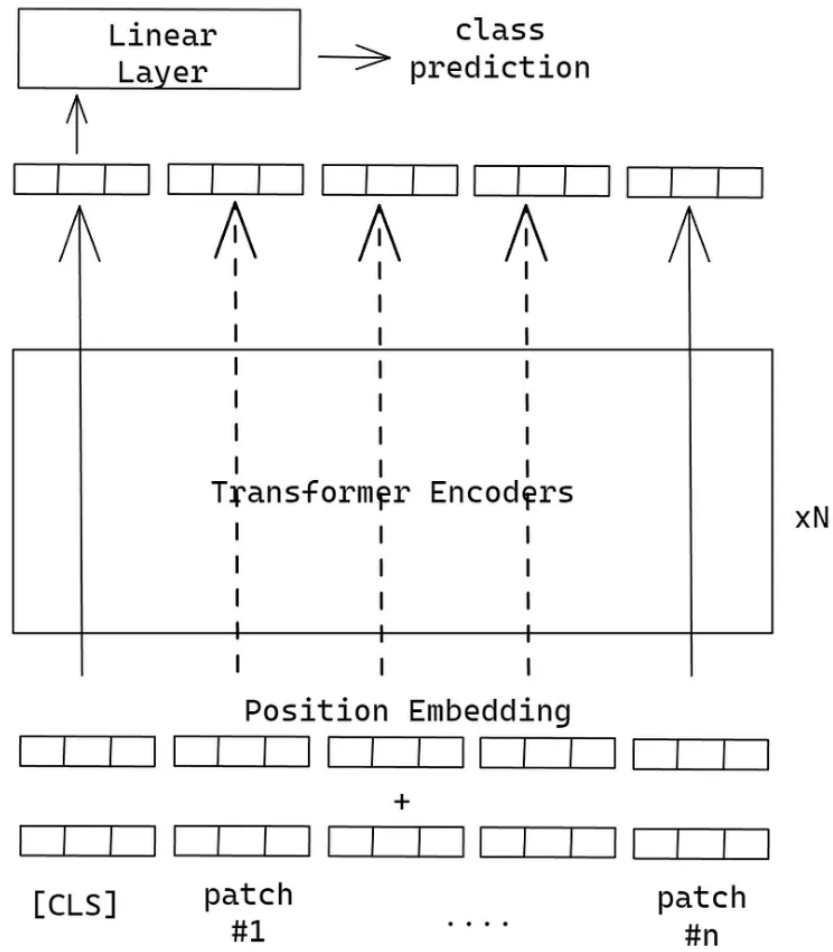 Linear
Layer
class
prediction
Transformer Encoders
xN
Position Embedding
+
[CLS]
patch
#1
....
patch
#n